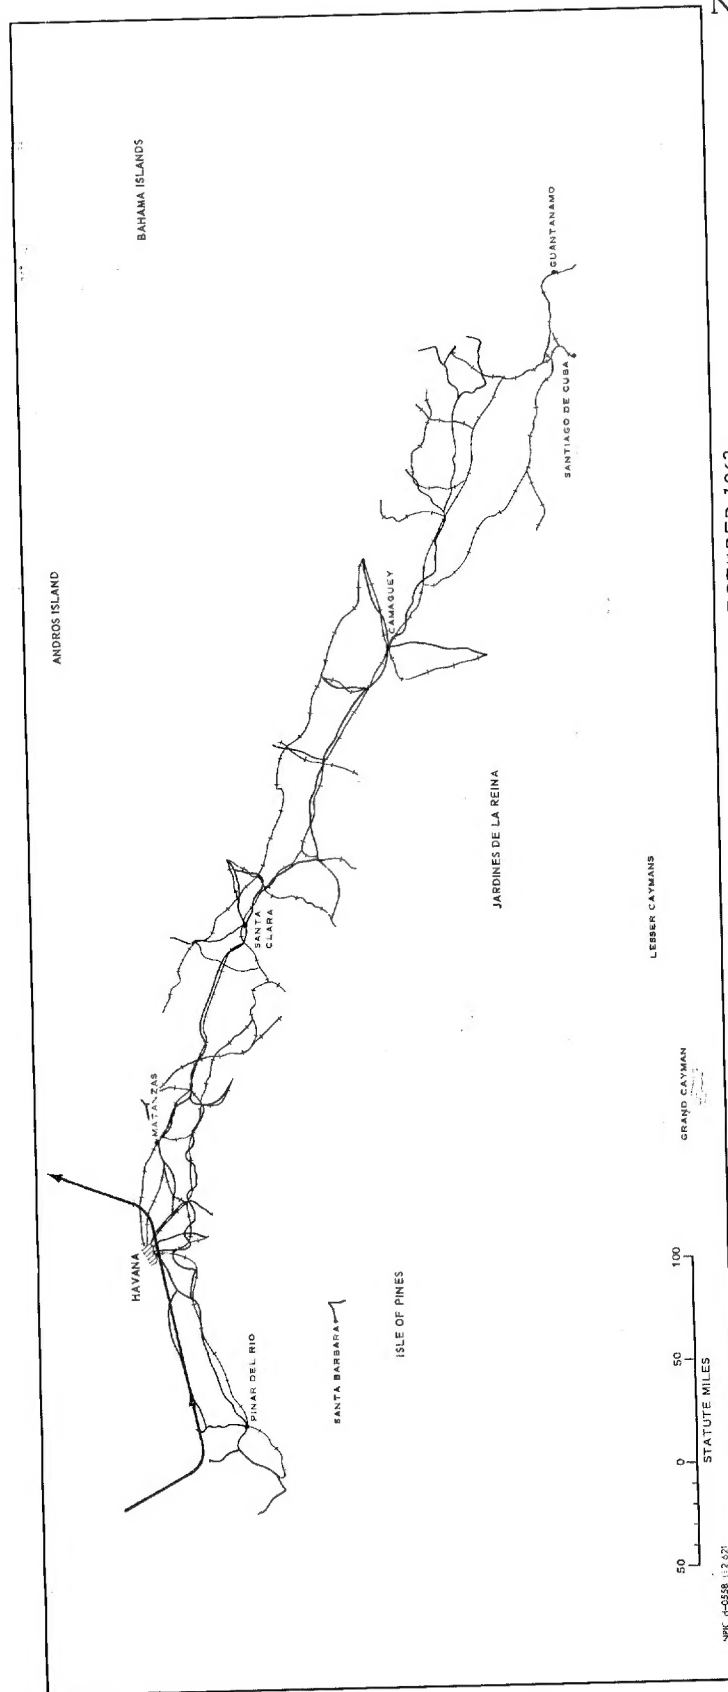 N
BAHAMA ISLANDS
ANDROS ISLAND
GUANTANAMO
SANTIAGO DE CUBA
CAMAGUEY
JARDINES DE LA REINA
SANTA
CLARA
LESSER CAYMANS
MATANZAS
GRAND CAYMAN
HAVANA
ISLE OF PINES
SANTA BARBARA
PINAR DEL RIO
50 0 50 100
STATUTE MILES